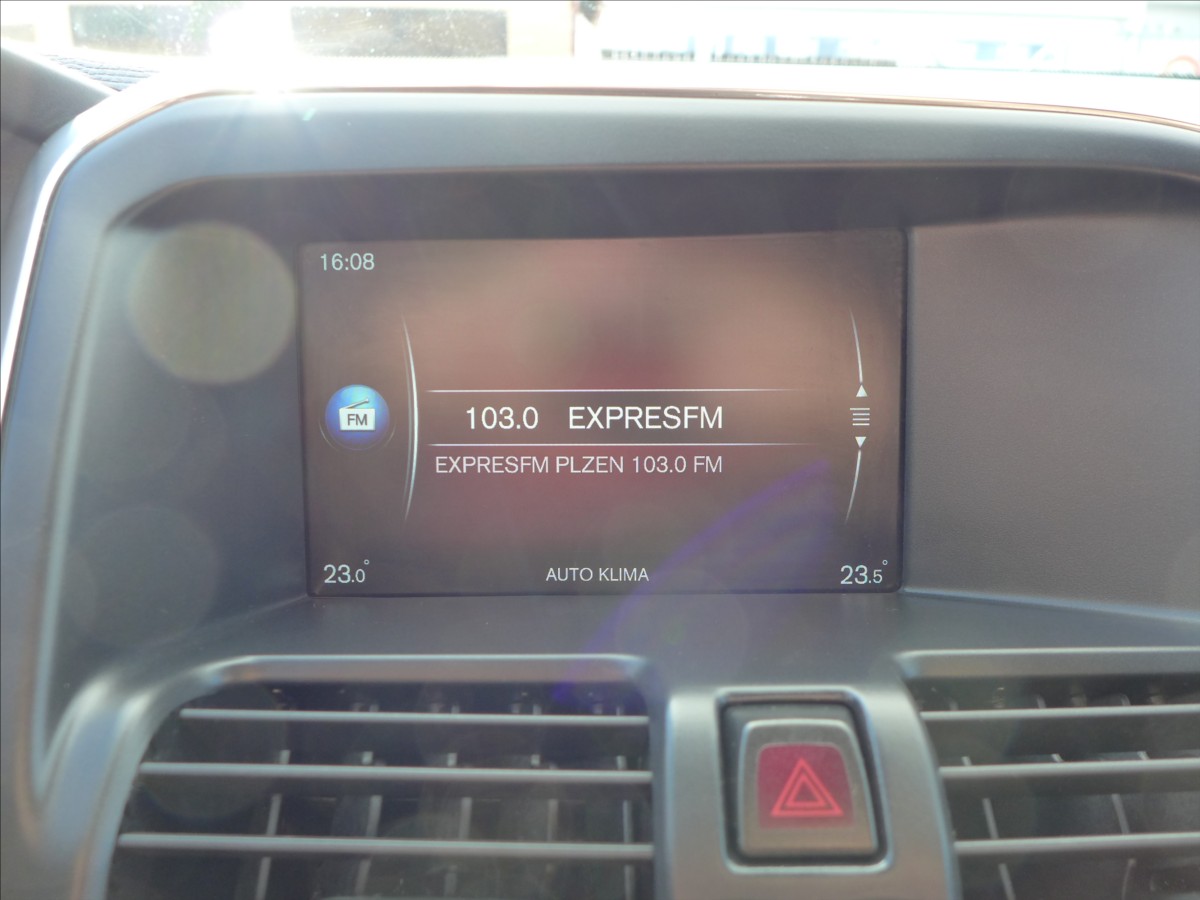 16:08
FM
103.0 EXPRESFM
EXPRESFM PLZEN 103.0 FM
23.0° AUTO KLIMA 23.5°